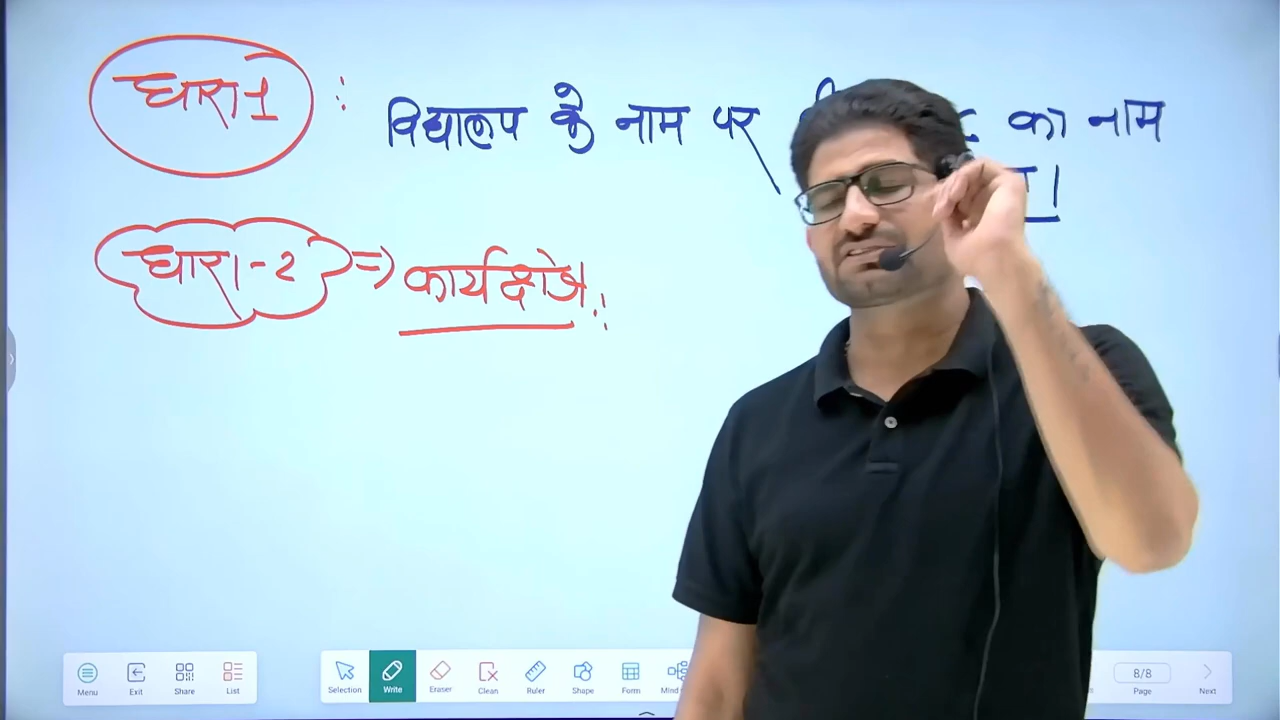 धारा-1 :
विद्यालय के नाम पर का नाम
धारा-2 => कार्यक्षेत्र :
Menu Exit Share List Selection Write Eraser Clean Ruler Shape Form Mind 8/8 Page Next